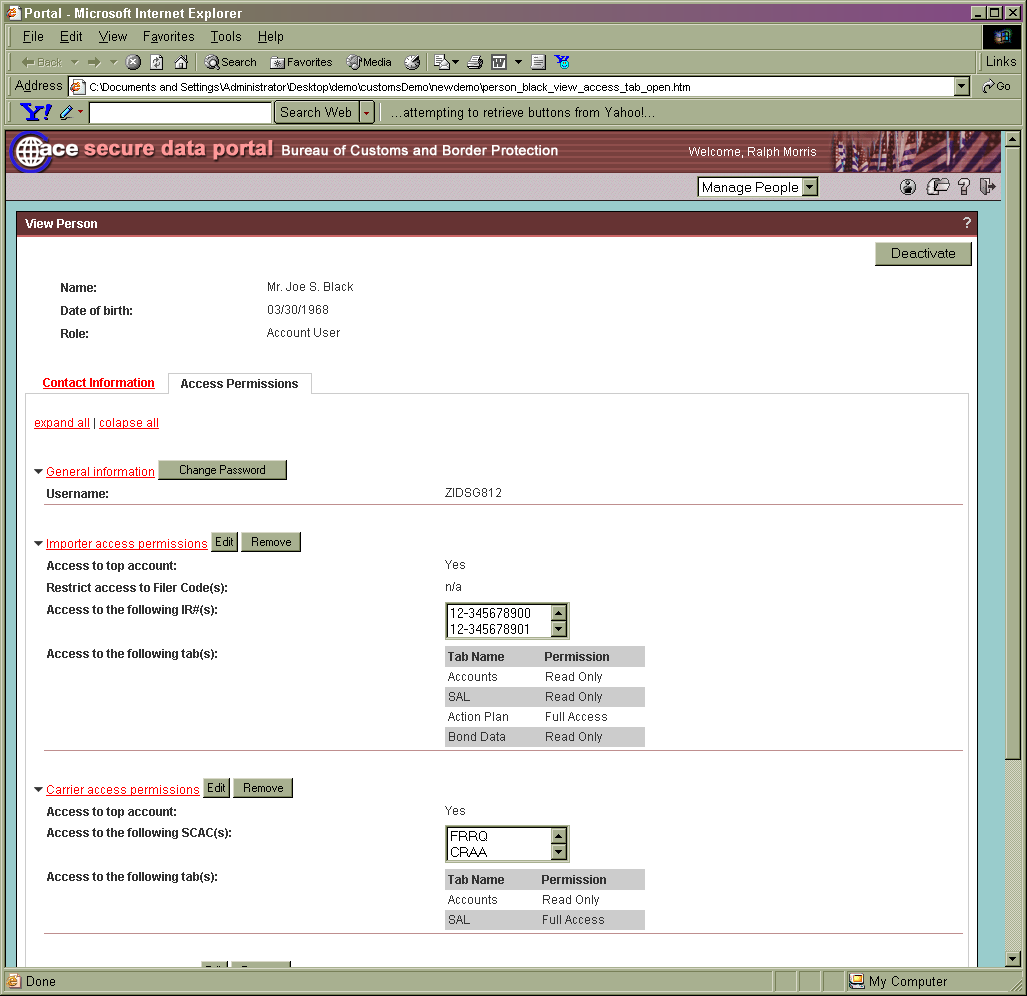 Portal - Microsoft Internet Explorer
File Edit View Favorites Tools Help
Back Search Favorites Media Links
Address C:\Documents and Settings\Administrator\Desktop\demo\customsDemo\newdemo\person_black_view_access_tab_open.htm Go
Y! Search Web ...attempting to retrieve buttons from Yahoo!...
ace secure data portal Bureau of Customs and Border Protection Welcome, Ralph Morris
Manage People ?
View Person ?
Deactivate
Name: Mr. Joe S. Black
Date of birth: 03/30/1968
Role: Account User
Contact Information Access Permissions
expand all | colapse all
General information Change Password
Username: ZIDSG812
Importer access permissions Edit Remove
Access to top account: Yes
Restrict access to Filer Code(s): n/a
Access to the following IR#(s): 12-345678900
12-345678901
Access to the following tab(s): Tab Name Permission
Accounts Read Only
SAL Read Only
Action Plan Full Access
Bond Data Read Only
Carrier access permissions Edit Remove
Access to top account: Yes
Access to the following SCAC(s): FRRQ
CRAA
Access to the following tab(s): Tab Name Permission
Accounts Read Only
SAL Full Access
Done My Computer